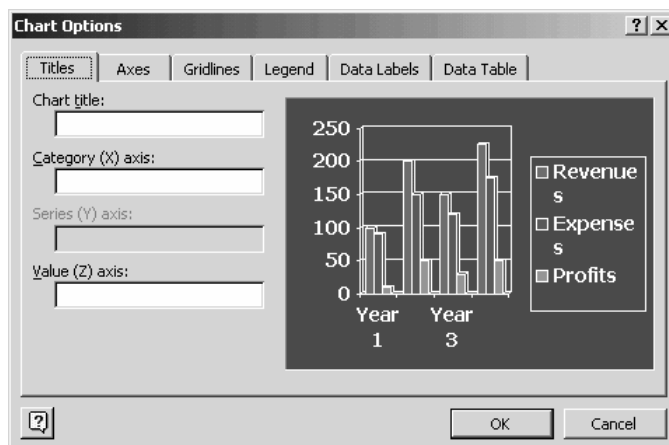 Chart Options
Titles Axes Gridlines Legend Data Labels Data Table
Chart title:
Category (X) axis:
Series (Y) axis:
Value (Z) axis:
250
200
150
100
50
0
Year
1
Year
3
Revenue
s
Expense
s
Profits
OK Cancel